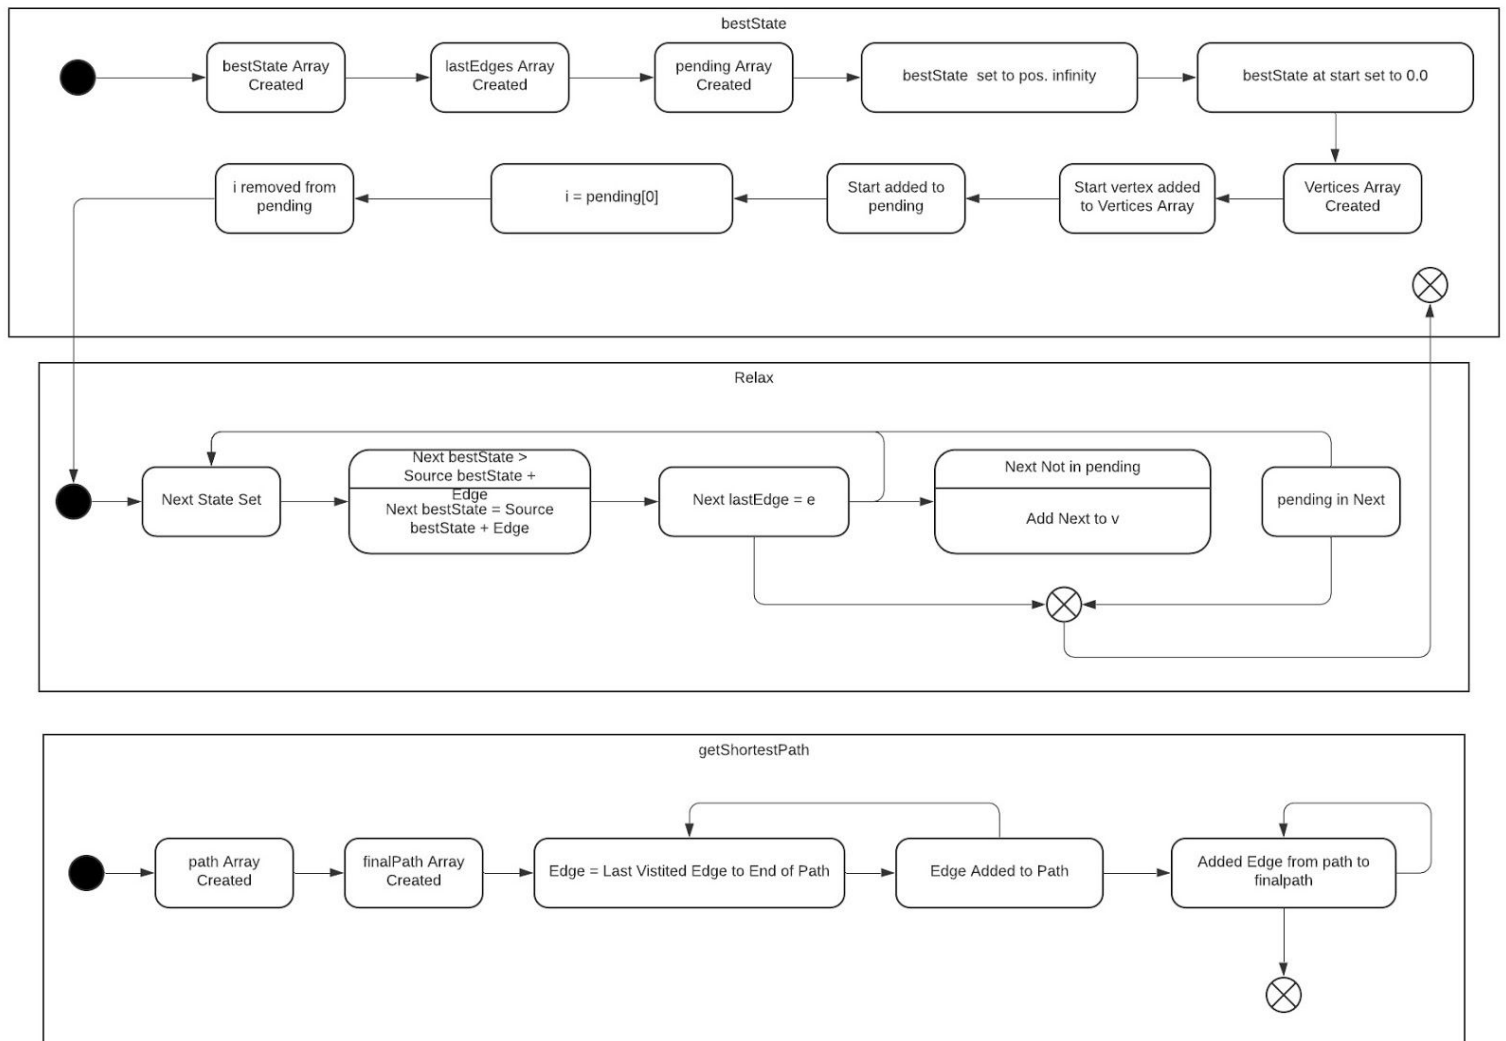 bestState
bestState Array
Created
lastEdges Array
Created
pending Array
Created
bestState set to pos. infinity
bestState at start set to 0.0
i removed from
pending
i = pending[0]
Start added to
pending
Start vertex added
to Vertices Array
Vertices Array
Created
Relax
Next State Set
Next bestState >
Source bestState +
Edge
Next bestState = Source
bestState + Edge
Next lastEdge = e
Next Not in pending
Add Next to v
pending in Next
getShortestPath
path Array
Created
finalPath Array
Created
Edge = Last Vistited Edge to End of Path
Edge Added to Path
Added Edge from path to
finalpath